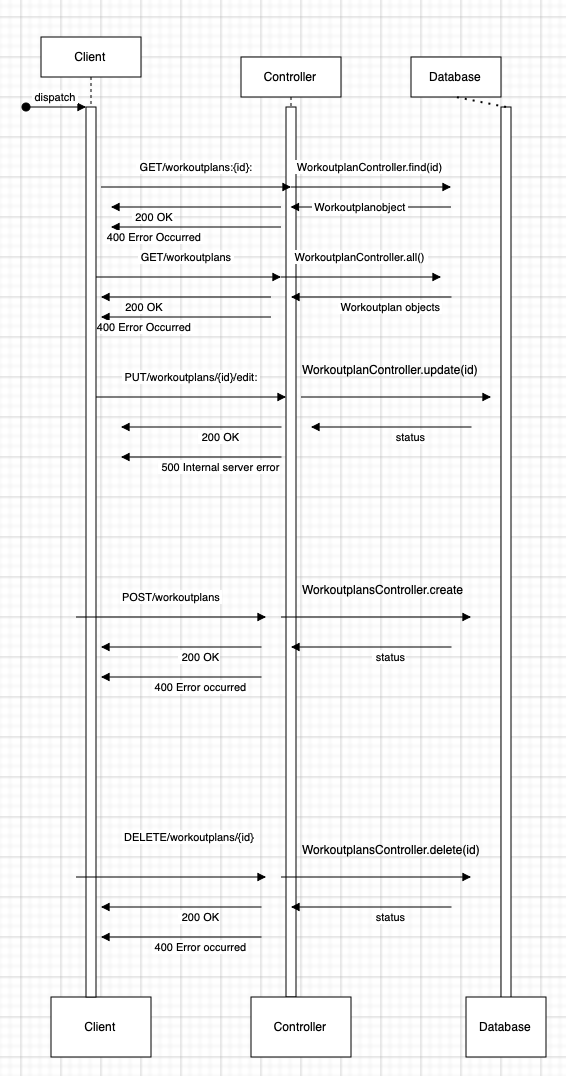 Client
Controller
Database
dispatch
GET/workoutplans:{id}:
WorkoutplanController.find(id)
Workoutplanobject
200 OK
400 Error Occurred
GET/workoutplans
WorkoutplanController.all()
200 OK
Workoutplan objects
400 Error Occurred
PUT/workoutplans/{id}/edit:
WorkoutplanController.update(id)
200 OK
status
500 Internal server error
POST/workoutplans
WorkoutplansController.create
200 OK
status
400 Error occurred
DELETE/workoutplans/{id}
WorkoutplansController.delete(id)
200 OK
status
400 Error occurred
Client
Controller
Database